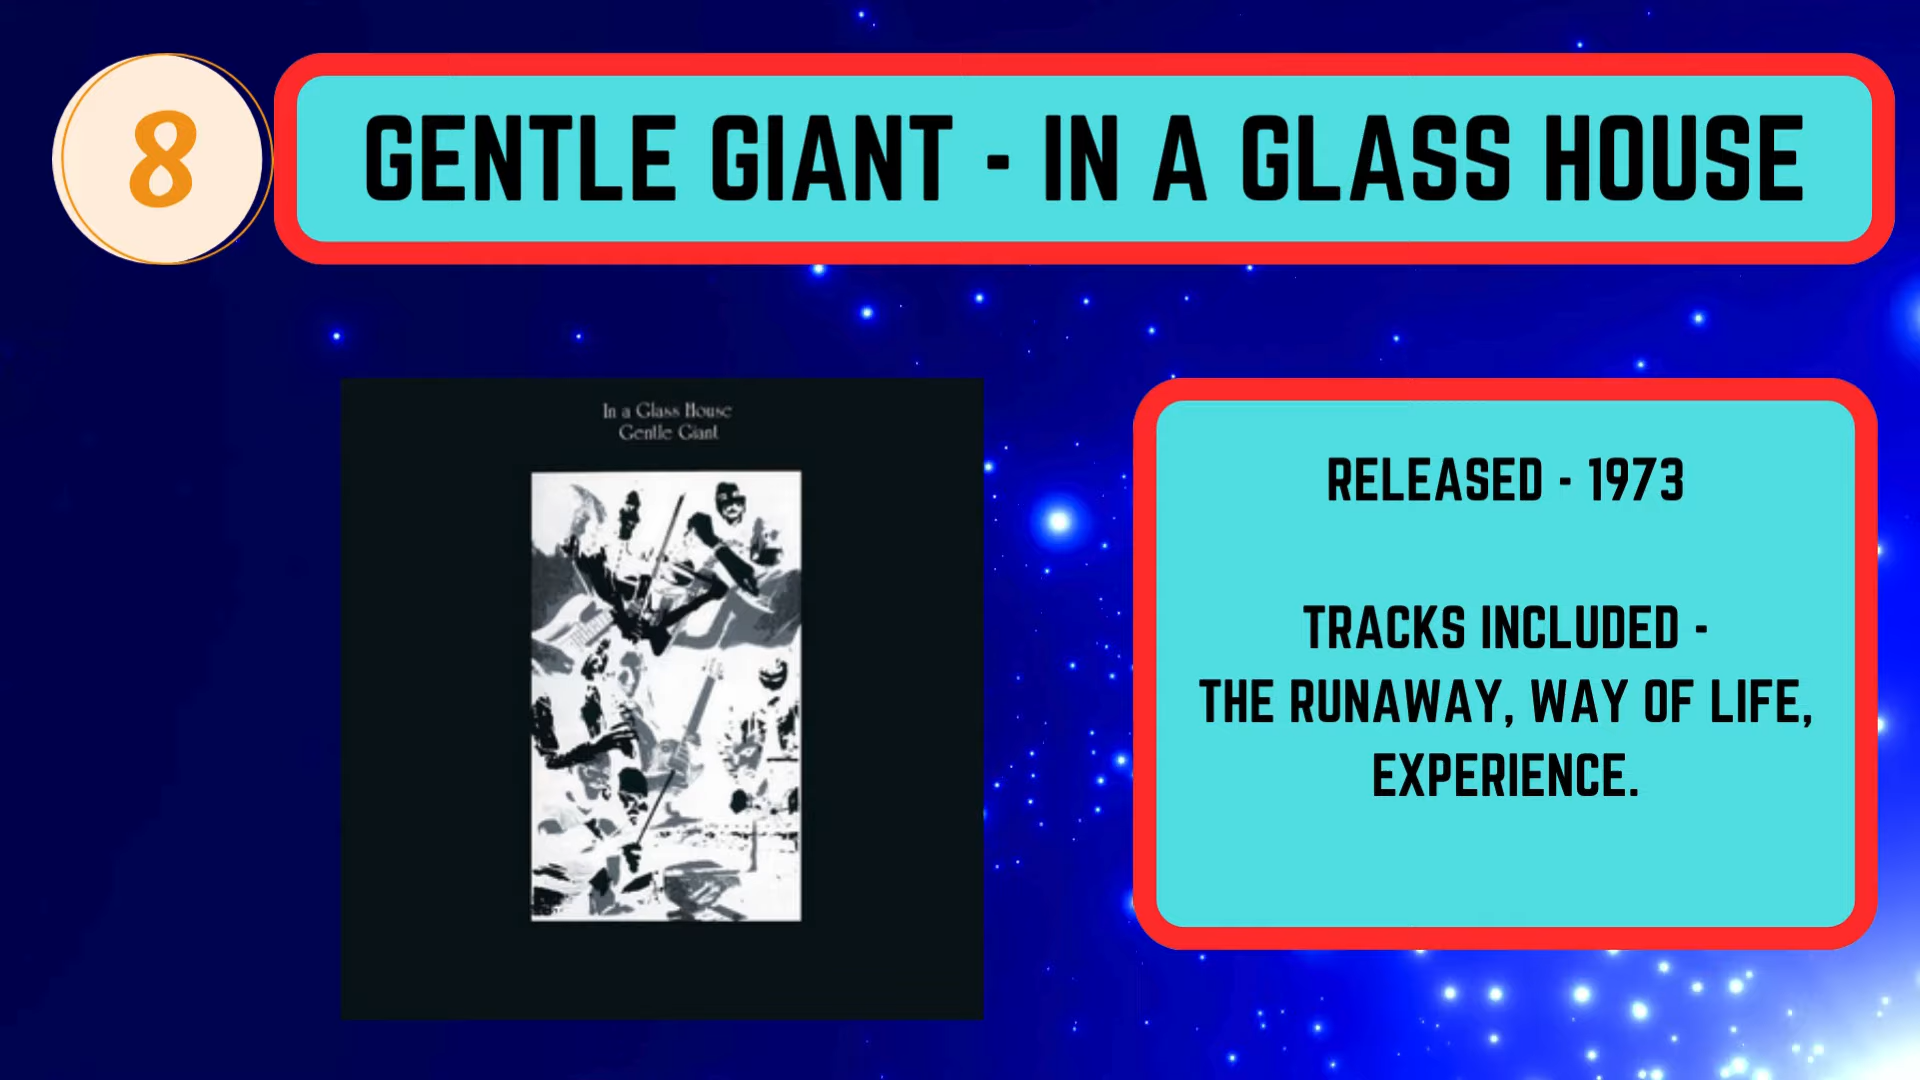 8
GENTLE GIANT - IN A GLASS HOUSE
In a Glass House
Gentle Giant
RELEASED - 1973
TRACKS INCLUDED -
THE RUNAWAY, WAY OF LIFE,
EXPERIENCE.